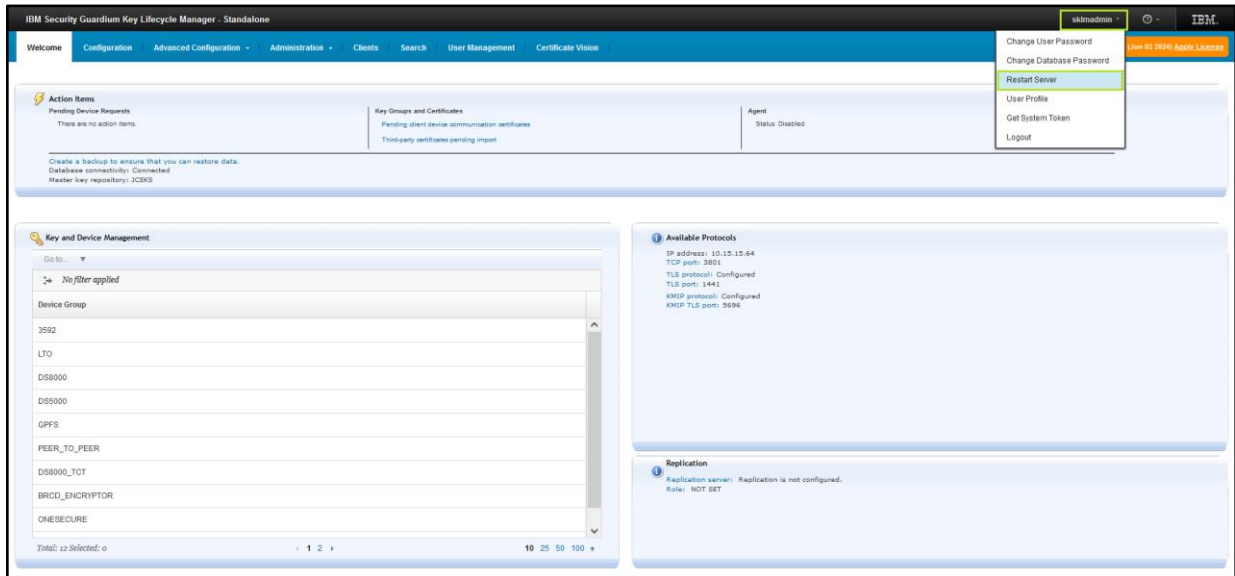 IBM Security Guardium Key Lifecycle Manager - Standalone
sklmadmin
IBM.
Welcome Configuration Advanced Configuration Administration Clients Search User Management Certificate Vision
(Jun 03 2024) Apply License
Change User Password
Change Database Password
Restart Server
User Profile
Get System Token
Logout
Action Items
Pending Device Requests
There are no action items.
Key Groups and Certificates
Pending client device communication certificates
Third-party certificates pending import
Agent
Status: Disabled
Create a backup to ensure that you can restore data.
Database connectivity: Connected
Master key repository: JCEKS
Key and Device Management
Go to...
No filter applied
Device Group
3592
LTO
DS8000
DS5000
GPFS
PEER_TO_PEER
DS8000_TCT
BRCD_ENCRYPTOR
ONESECURE
Total: 12 Selected: 0
1 2
10 25 50 100
Available Protocols
IP address: 10.15.15.64
TCP port: 3801
TLS protocol: Configured
TLS port: 1441
KMIP protocol: Configured
KMIP TLS port: 5696
Replication
Replication server: Replication is not configured.
Role: NOT SET